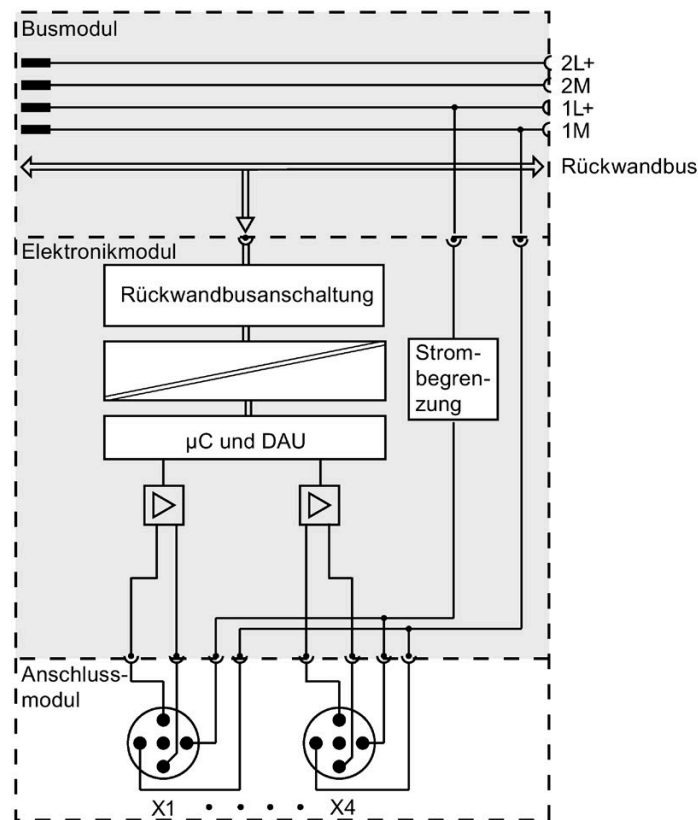 Busmodul
2L+
2M
1L+
1M
Rückwandbus
Elektronikmodul
Rückwandbusanschaltung
Strom-
begren-
zung
µC und DAU
Anschluss-
modul
X1 • • • • X4